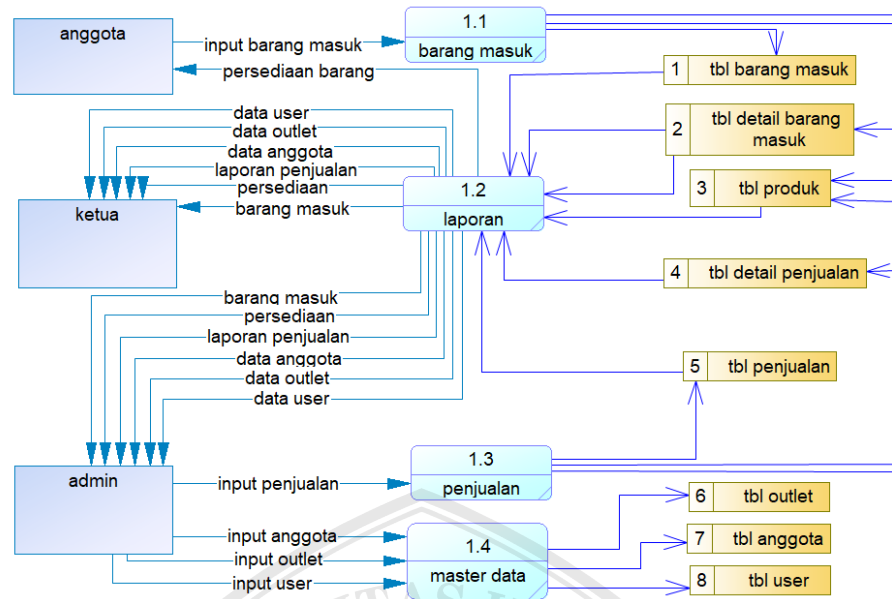 anggota
input barang masuk
persediaan barang
1.1
barang masuk
1
tbl barang masuk
2
tbl detail barang
masuk
3
tbl produk
data user
data outlet
data anggota
laporan penjualan
persediaan
barang masuk
ketua
1.2
laporan
4
tbl detail penjualan
barang masuk
persediaan
laporan penjualan
data anggota
data outlet
data user
5
tbl penjualan
admin
input penjualan
1.3
penjualan
input anggota
input outlet
input user
1.4
master data
6
tbl outlet
7
tbl anggota
8
tbl user